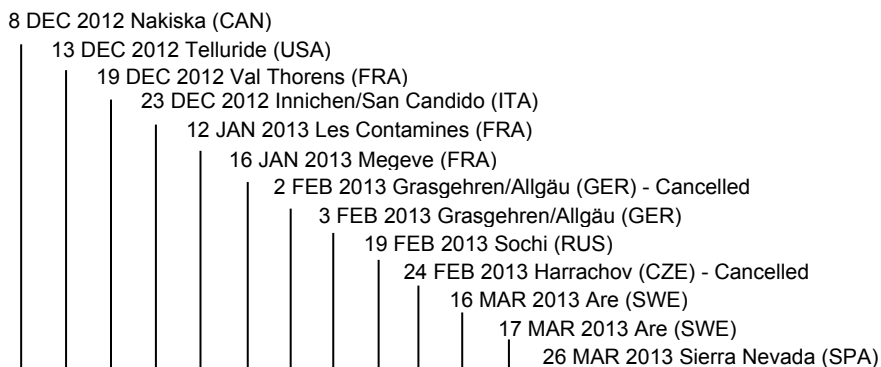 8 DEC 2012 Nakiska (CAN)
13 DEC 2012 Telluride (USA)
19 DEC 2012 Val Thorens (FRA)
23 DEC 2012 Innichen/San Candido (ITA)
12 JAN 2013 Les Contamines (FRA)
16 JAN 2013 Megeve (FRA)
2 FEB 2013 Grasgehren/Allgäu (GER) - Cancelled
3 FEB 2013 Grasgehren/Allgäu (GER)
19 FEB 2013 Sochi (RUS)
24 FEB 2013 Harrachov (CZE) - Cancelled
16 MAR 2013 Are (SWE)
17 MAR 2013 Are (SWE)
26 MAR 2013 Sierra Nevada (SPA)